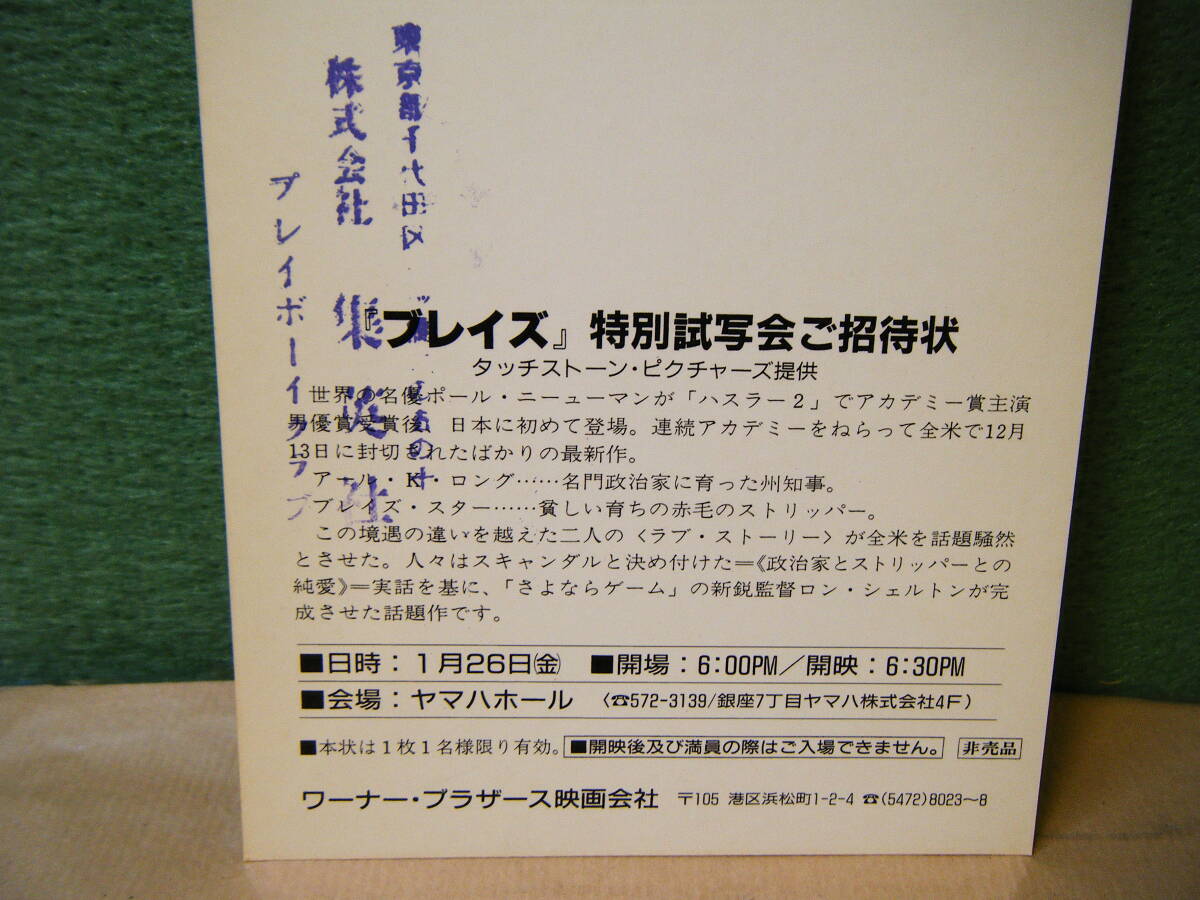 東京都千代田区
株式会社 集英社
プレイボーイクラブ
『ブレイズ』特別試写会ご招待状
タッチストーン・ピクチャーズ提供
世界の名優ポール・ニューマンが「ハスラー2」でアカデミー賞主演
男優賞受賞後、日本に初めて登場。連続アカデミーをねらって全米で12月
13日に封切されたばかりの最新作。
アール・K・ロング……名門政治家に育った州知事。
ブレイズ・スター……貧しい育ちの赤毛のストリッパー。
この境遇の違いを越えた二人の〈ラブ・ストーリー〉が全米を話題騒然
とさせた。人々はスキャンダルと決め付けた＝《政治家とストリッパーとの
純愛》＝実話を基に、「さよならゲーム」の新鋭監督ロン・シェルトンが完
成させた話題作です。
■日時：1月26日㈮ ■開場：6:00PM／開映：6:30PM
■会場：ヤマハホール 〈☎572-3139/銀座7丁目ヤマハ株式会社4F〉
■本状は1枚1名様限り有効。 ■開映後及び満員の際はご入場できません。 非売品
ワーナー・ブラザース映画会社 〒105 港区浜松町1-2-4 ☎(5472)8023〜8